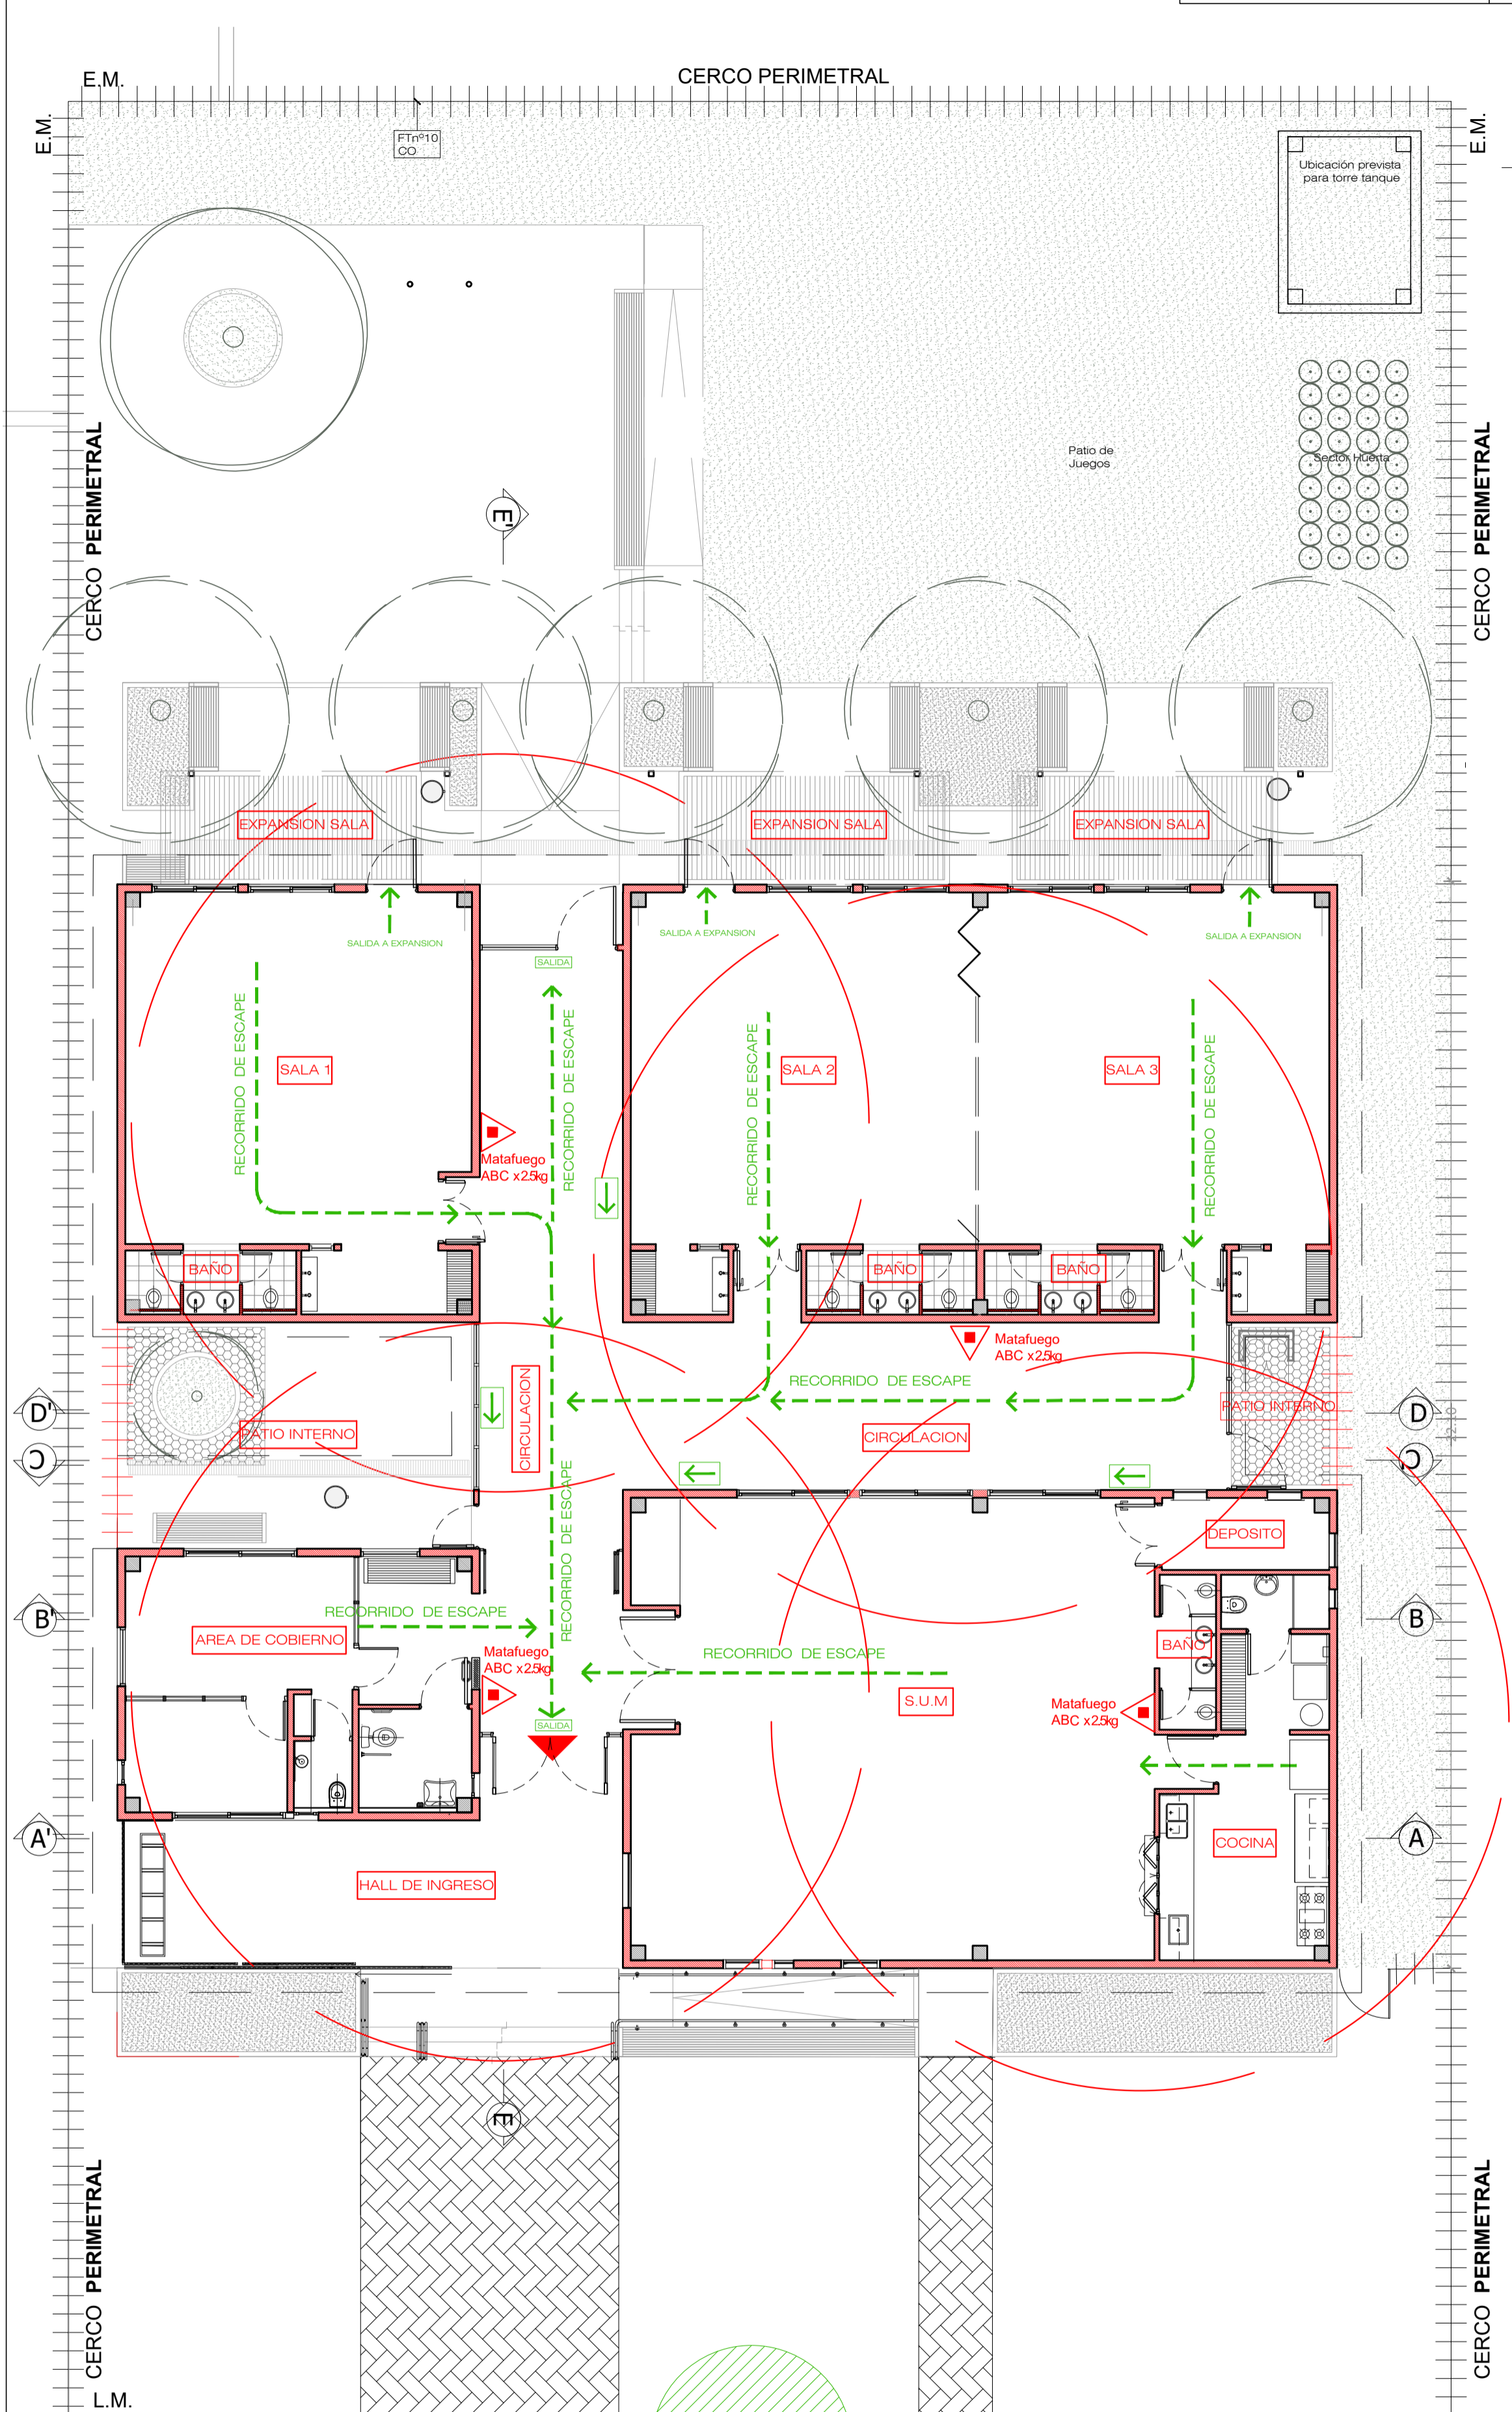 E.M.
CERCO PERIMETRAL
E.M.
E.M.
FTnº10
CO
Ubicación prevista
para torre tanque
CERCO PERIMETRAL
CERCO PERIMETRAL
Patio de
Juegos
Sector Huerta
E'
EXPANSION SALA
EXPANSION SALA
EXPANSION SALA
SALIDA A EXPANSION
SALIDA A EXPANSION
SALIDA A EXPANSION
SALIDA
RECORRIDO DE ESCAPE
RECORRIDO DE ESCAPE
RECORRIDO DE ESCAPE
RECORRIDO DE ESCAPE
SALA 1
SALA 2
SALA 3
Matafuego
ABC x2.5kg
BAÑO
BAÑO
BAÑO
Matafuego
ABC x2.5kg
RECORRIDO DE ESCAPE
CIRCULACION
D'
PATIO INTERNO
CIRCULACION
PATIO INTERNO
D
C
C
RECORRIDO DE ESCAPE
DEPOSITO
B'
RECORRIDO DE ESCAPE
AREA DE COBIERNO
B
BAÑO
Matafuego
ABC x2.5kg
RECORRIDO DE ESCAPE
S.U.M
Matafuego
ABC x2.5kg
SALIDA
A'
COCINA
A
HALL DE INGRESO
E
CERCO PERIMETRAL
CERCO PERIMETRAL
L.M.